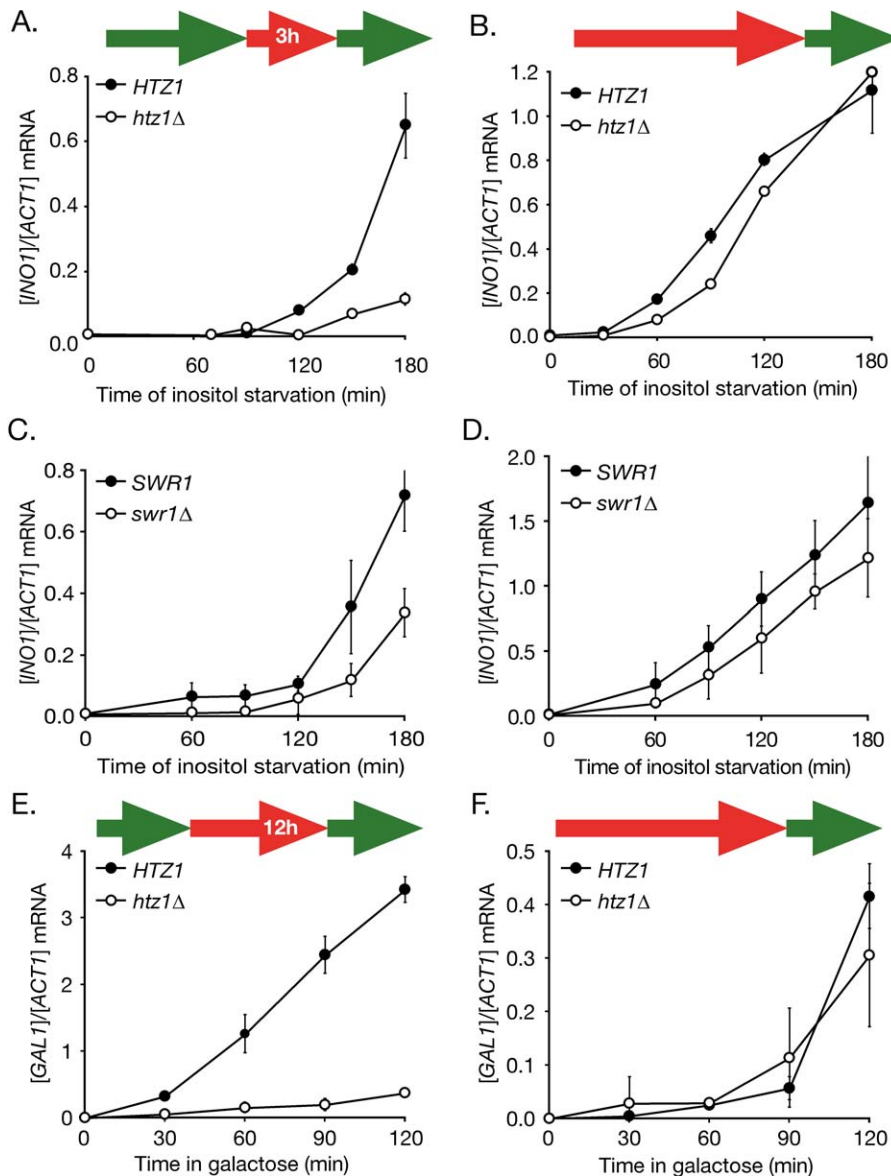 A.
3h
HTZ1
htz1Δ
[INO1]/[ACT1] mRNA
0.8
0.6
0.4
0.2
0.0
0 60 120 180
Time of inositol starvation (min)
B.
HTZ1
htz1Δ
[INO1]/[ACT1] mRNA
1.2
1.0
0.8
0.6
0.4
0.2
0.0
0 60 120 180
Time of inositol starvation (min)
C.
SWR1
swr1Δ
[INO1]/[ACT1] mRNA
0.8
0.6
0.4
0.2
0.0
0 60 120 180
Time of inositol starvation (min)
D.
SWR1
swr1Δ
[INO1]/[ACT1] mRNA
2.0
1.5
1.0
0.5
0.0
0 60 120 180
Time of inositol starvation (min)
E.
12h
HTZ1
htz1Δ
[GAL1]/[ACT1] mRNA
4
3
2
1
0
0 30 60 90 120
Time in galactose (min)
F.
HTZ1
htz1Δ
[GAL1]/[ACT1] mRNA
0.5
0.4
0.3
0.2
0.1
0.0
0 30 60 90 120
Time in galactose (min)